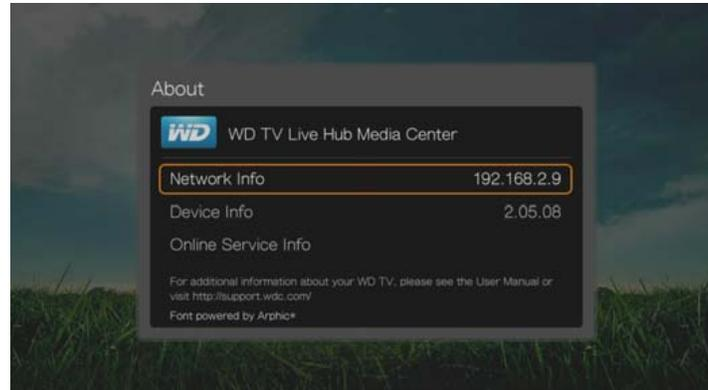 About
WD WD TV Live Hub Media Center
Network Info 192.168.2.9
Device Info 2.05.08
Online Service Info
For additional information about your WD TV, please see the User Manual or
visit http://support.wdc.com/
Font powered by Arphic®